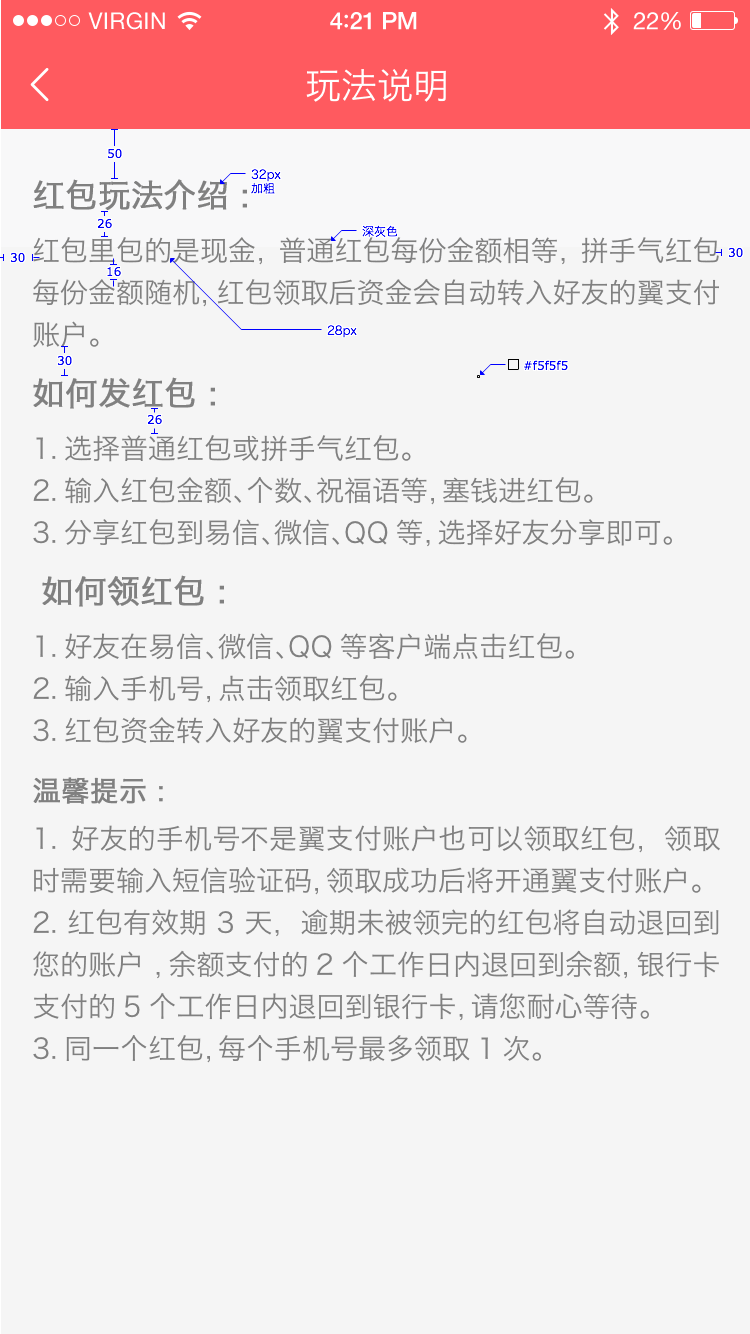 VIRGIN 4:21 PM 22%
玩法说明
50
32px
加粗
红包玩法介绍：
26
深灰色
红包里包的是现金，普通红包每份金额相等，拼手气红包
30
30
16
每份金额随机，红包领取后资金会自动转入好友的翼支付
28px
账户。
30
#f5f5f5
如何发红包：
26
1. 选择普通红包或拼手气红包。
2. 输入红包金额、个数、祝福语等，塞钱进红包。
3. 分享红包到易信、微信、QQ 等，选择好友分享即可。
如何领红包：
1. 好友在易信、微信、QQ 等客户端点击红包。
2. 输入手机号，点击领取红包。
3. 红包资金转入好友的翼支付账户。
温馨提示：
1. 好友的手机号不是翼支付账户也可以领取红包，领取
时需要输入短信验证码，领取成功后将开通翼支付账户。
2. 红包有效期 3 天，逾期未被领完的红包将自动退回到
您的账户 ，余额支付的 2 个工作日内退回到余额，银行卡
支付的 5 个工作日内退回到银行卡，请您耐心等待。
3. 同一个红包，每个手机号最多领取 1 次。